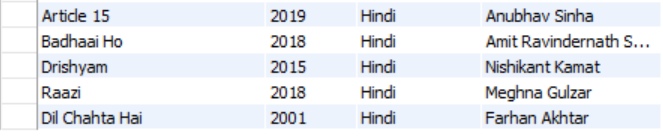 Article 15 2019 Hindi Anubhav Sinha
Badhaai Ho 2018 Hindi Amit Ravindernath S...
Drishyam 2015 Hindi Nishikant Kamat
Raazi 2018 Hindi Meghna Gulzar
Dil Chahta Hai 2001 Hindi Farhan Akhtar